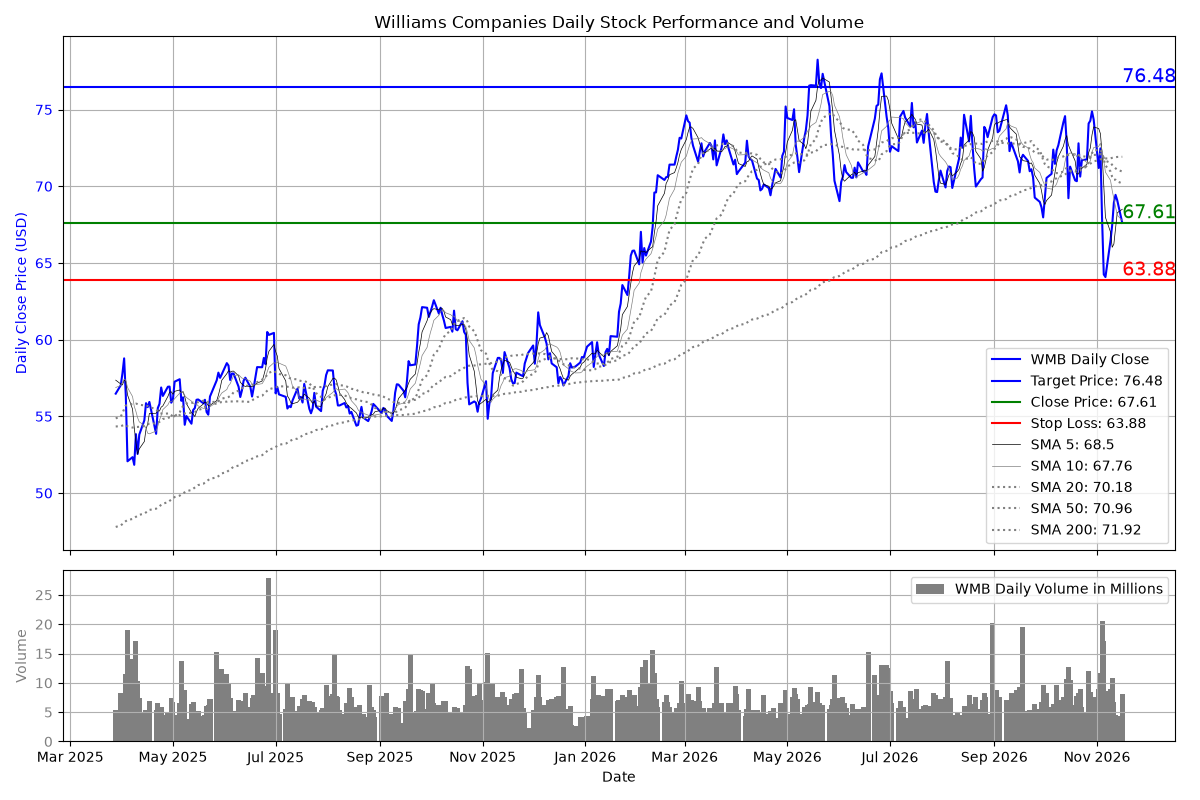 Williams Companies Daily Stock Performance and Volume
Daily Close Price (USD)
75
70
65
60
55
50
76.48
67.61
63.88
WMB Daily Close
Target Price: 76.48
Close Price: 67.61
Stop Loss: 63.88
SMA 5: 68.5
SMA 10: 67.76
SMA 20: 70.18
SMA 50: 70.96
SMA 200: 71.92
Volume
25
20
15
10
5
0
WMB Daily Volume in Millions
Mar 2025 May 2025 Jul 2025 Sep 2025 Nov 2025 Jan 2026 Mar 2026 May 2026 Jul 2026 Sep 2026 Nov 2026
Date